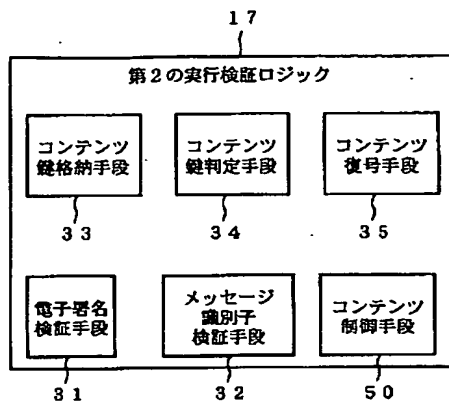 17
第2の実行検証ロジック
コンテンツ
鍵格納手段
33
コンテンツ
鍵判定手段
34
コンテンツ
復号手段
35
電子署名
検証手段
31
メッセージ
識別子
検証手段
32
コンテンツ
制御手段
50